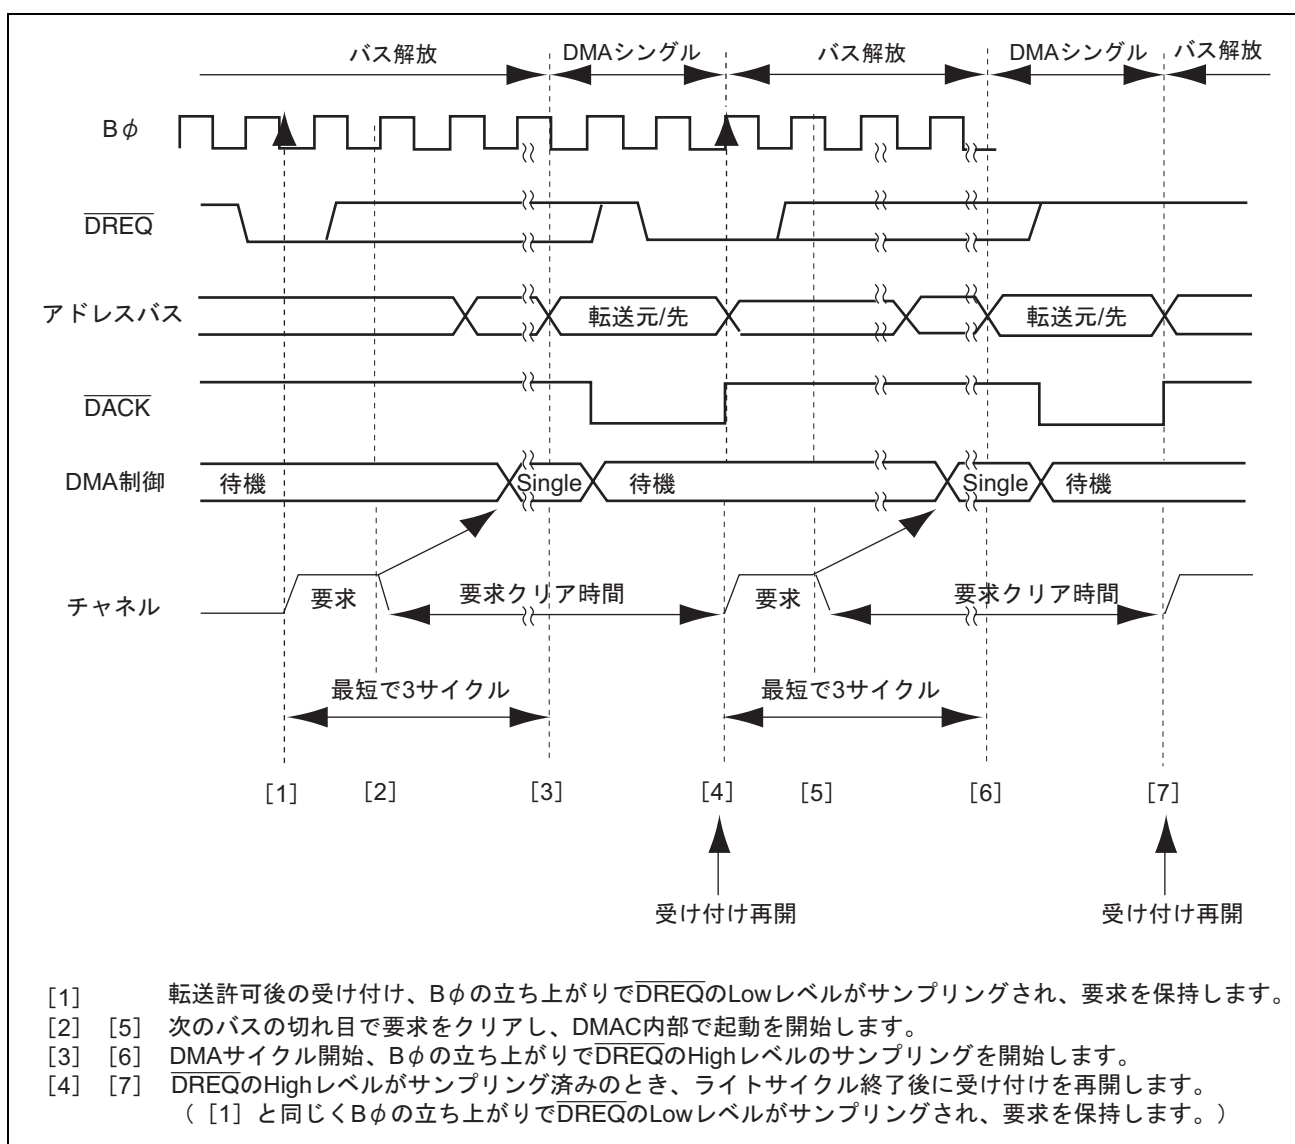 バス解放 DMAシングル バス解放 DMAシングル バス解放
Bφ
DREQ
アドレスバス 転送元/先 転送元/先
DACK
DMA制御 待機 Single 待機 Single 待機
チャネル 要求 要求クリア時間 要求 要求クリア時間
最短で3サイクル 最短で3サイクル
［1］ ［2］ ［3］ ［4］ ［5］ ［6］ ［7］
受け付け再開 受け付け再開
［1］ 転送許可後の受け付け、Bφの立ち上がりでDREQのLowレベルがサンプリングされ、要求を保持します。
［2］ ［5］ 次のバスの切れ目で要求をクリアし、DMAC内部で起動を開始します。
［3］ ［6］ DMAサイクル開始、Bφの立ち上がりでDREQのHighレベルのサンプリングを開始します。
［4］ ［7］ DREQのHighレベルがサンプリング済みのとき、ライトサイクル終了後に受け付けを再開します。
（［1］と同じくBφの立ち上がりでDREQのLowレベルがサンプリングされ、要求を保持します。）